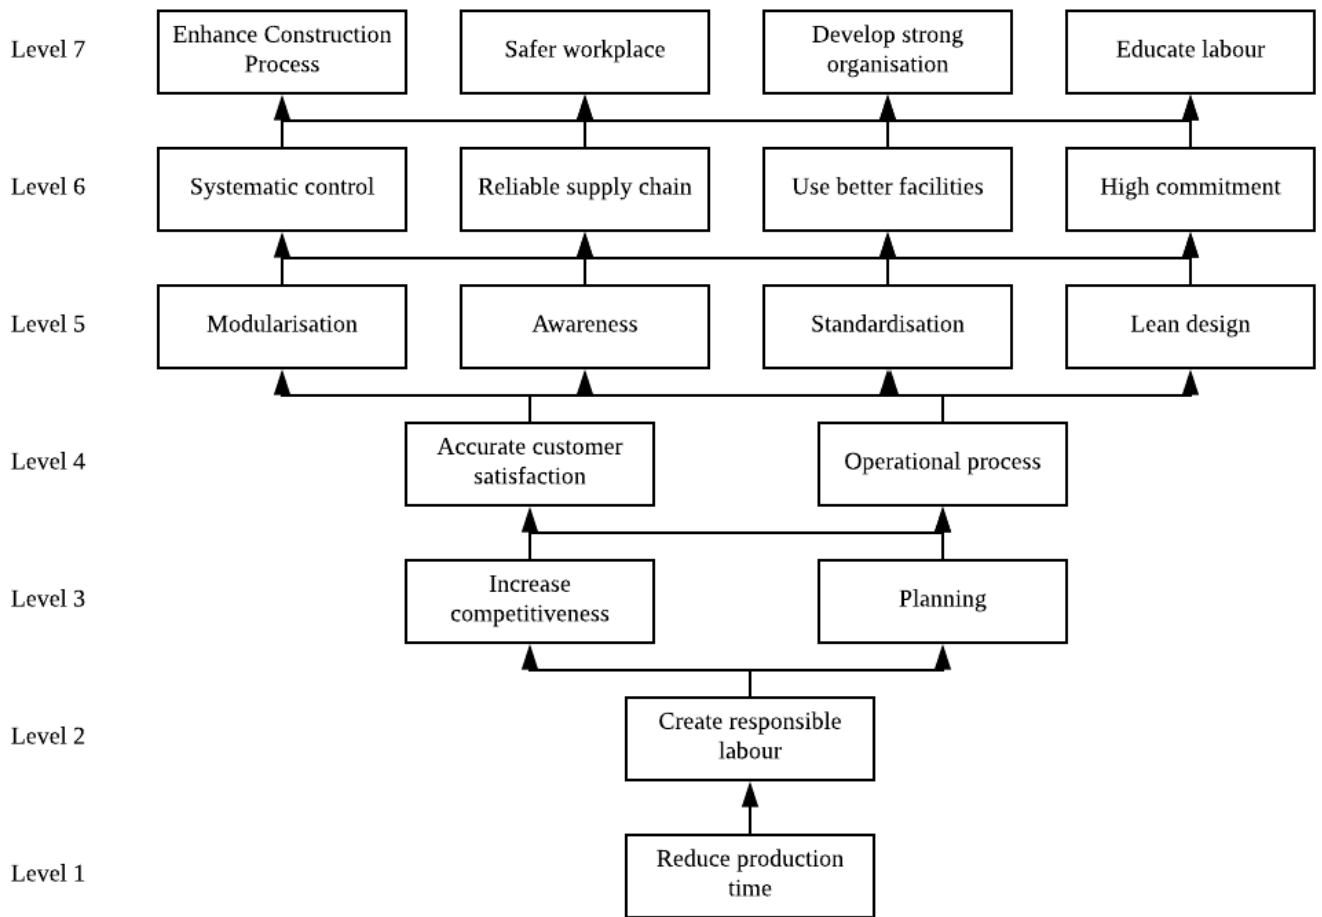 Level 7
Enhance Construction
Process
Safer workplace
Develop strong
organisation
Educate labour
Level 6
Systematic control
Reliable supply chain
Use better facilities
High commitment
Level 5
Modularisation
Awareness
Standardisation
Lean design
Level 4
Accurate customer
satisfaction
Operational process
Level 3
Increase
competitiveness
Planning
Level 2
Create responsible
labour
Level 1
Reduce production
time